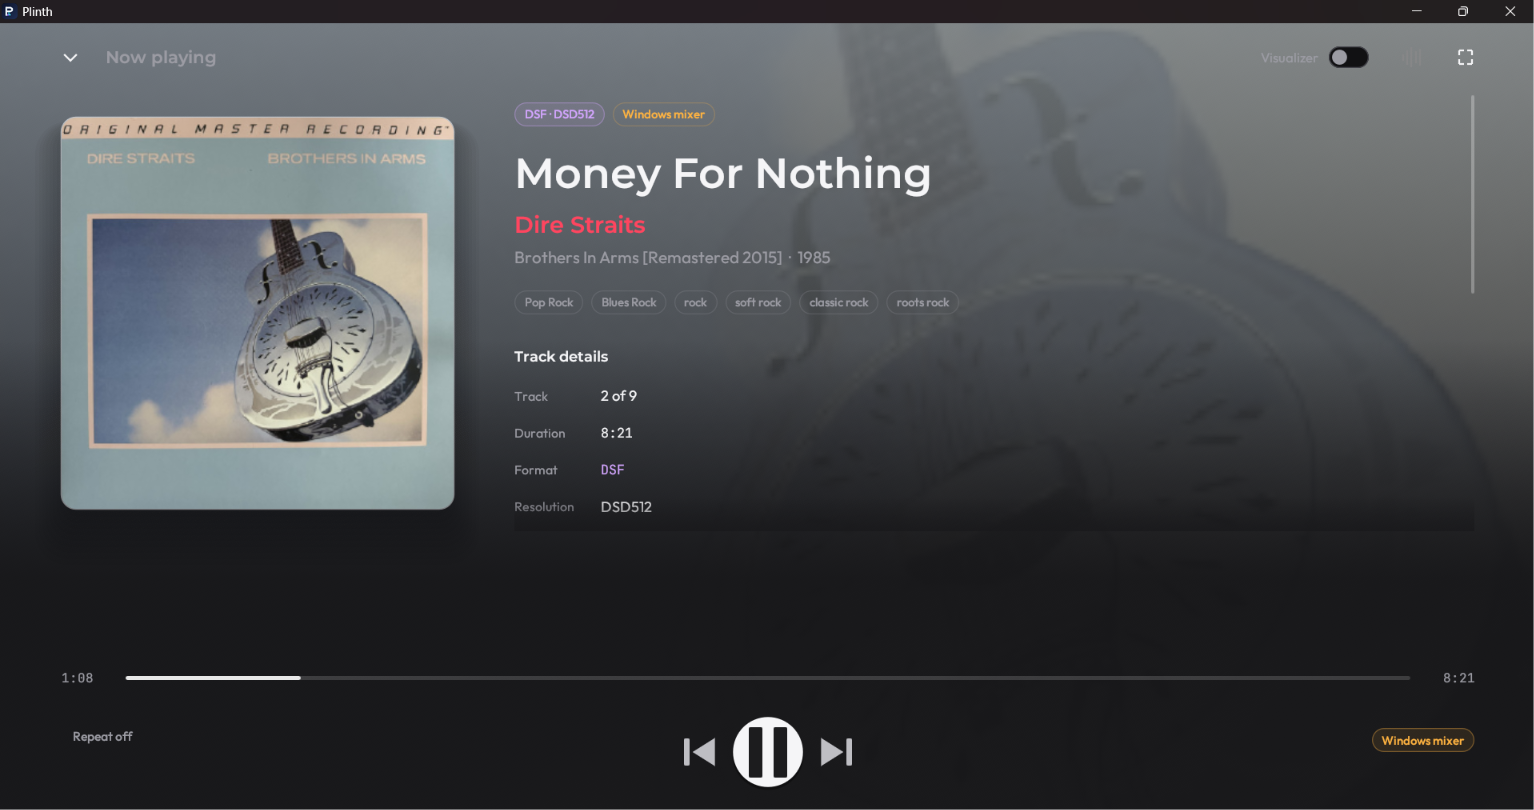 Plinth
Now playing
Visualizer
ORIGINAL MASTER RECORDING
DIRE STRAITS BROTHERS IN ARMS
DSF · DSD512 Windows mixer
Money For Nothing
Dire Straits
Brothers In Arms [Remastered 2015] · 1985
Pop Rock Blues Rock rock soft rock classic rock roots rock
Track details
Track 2 of 9
Duration 8:21
Format DSF
Resolution DSD512
1:08 8:21
Repeat off
Windows mixer